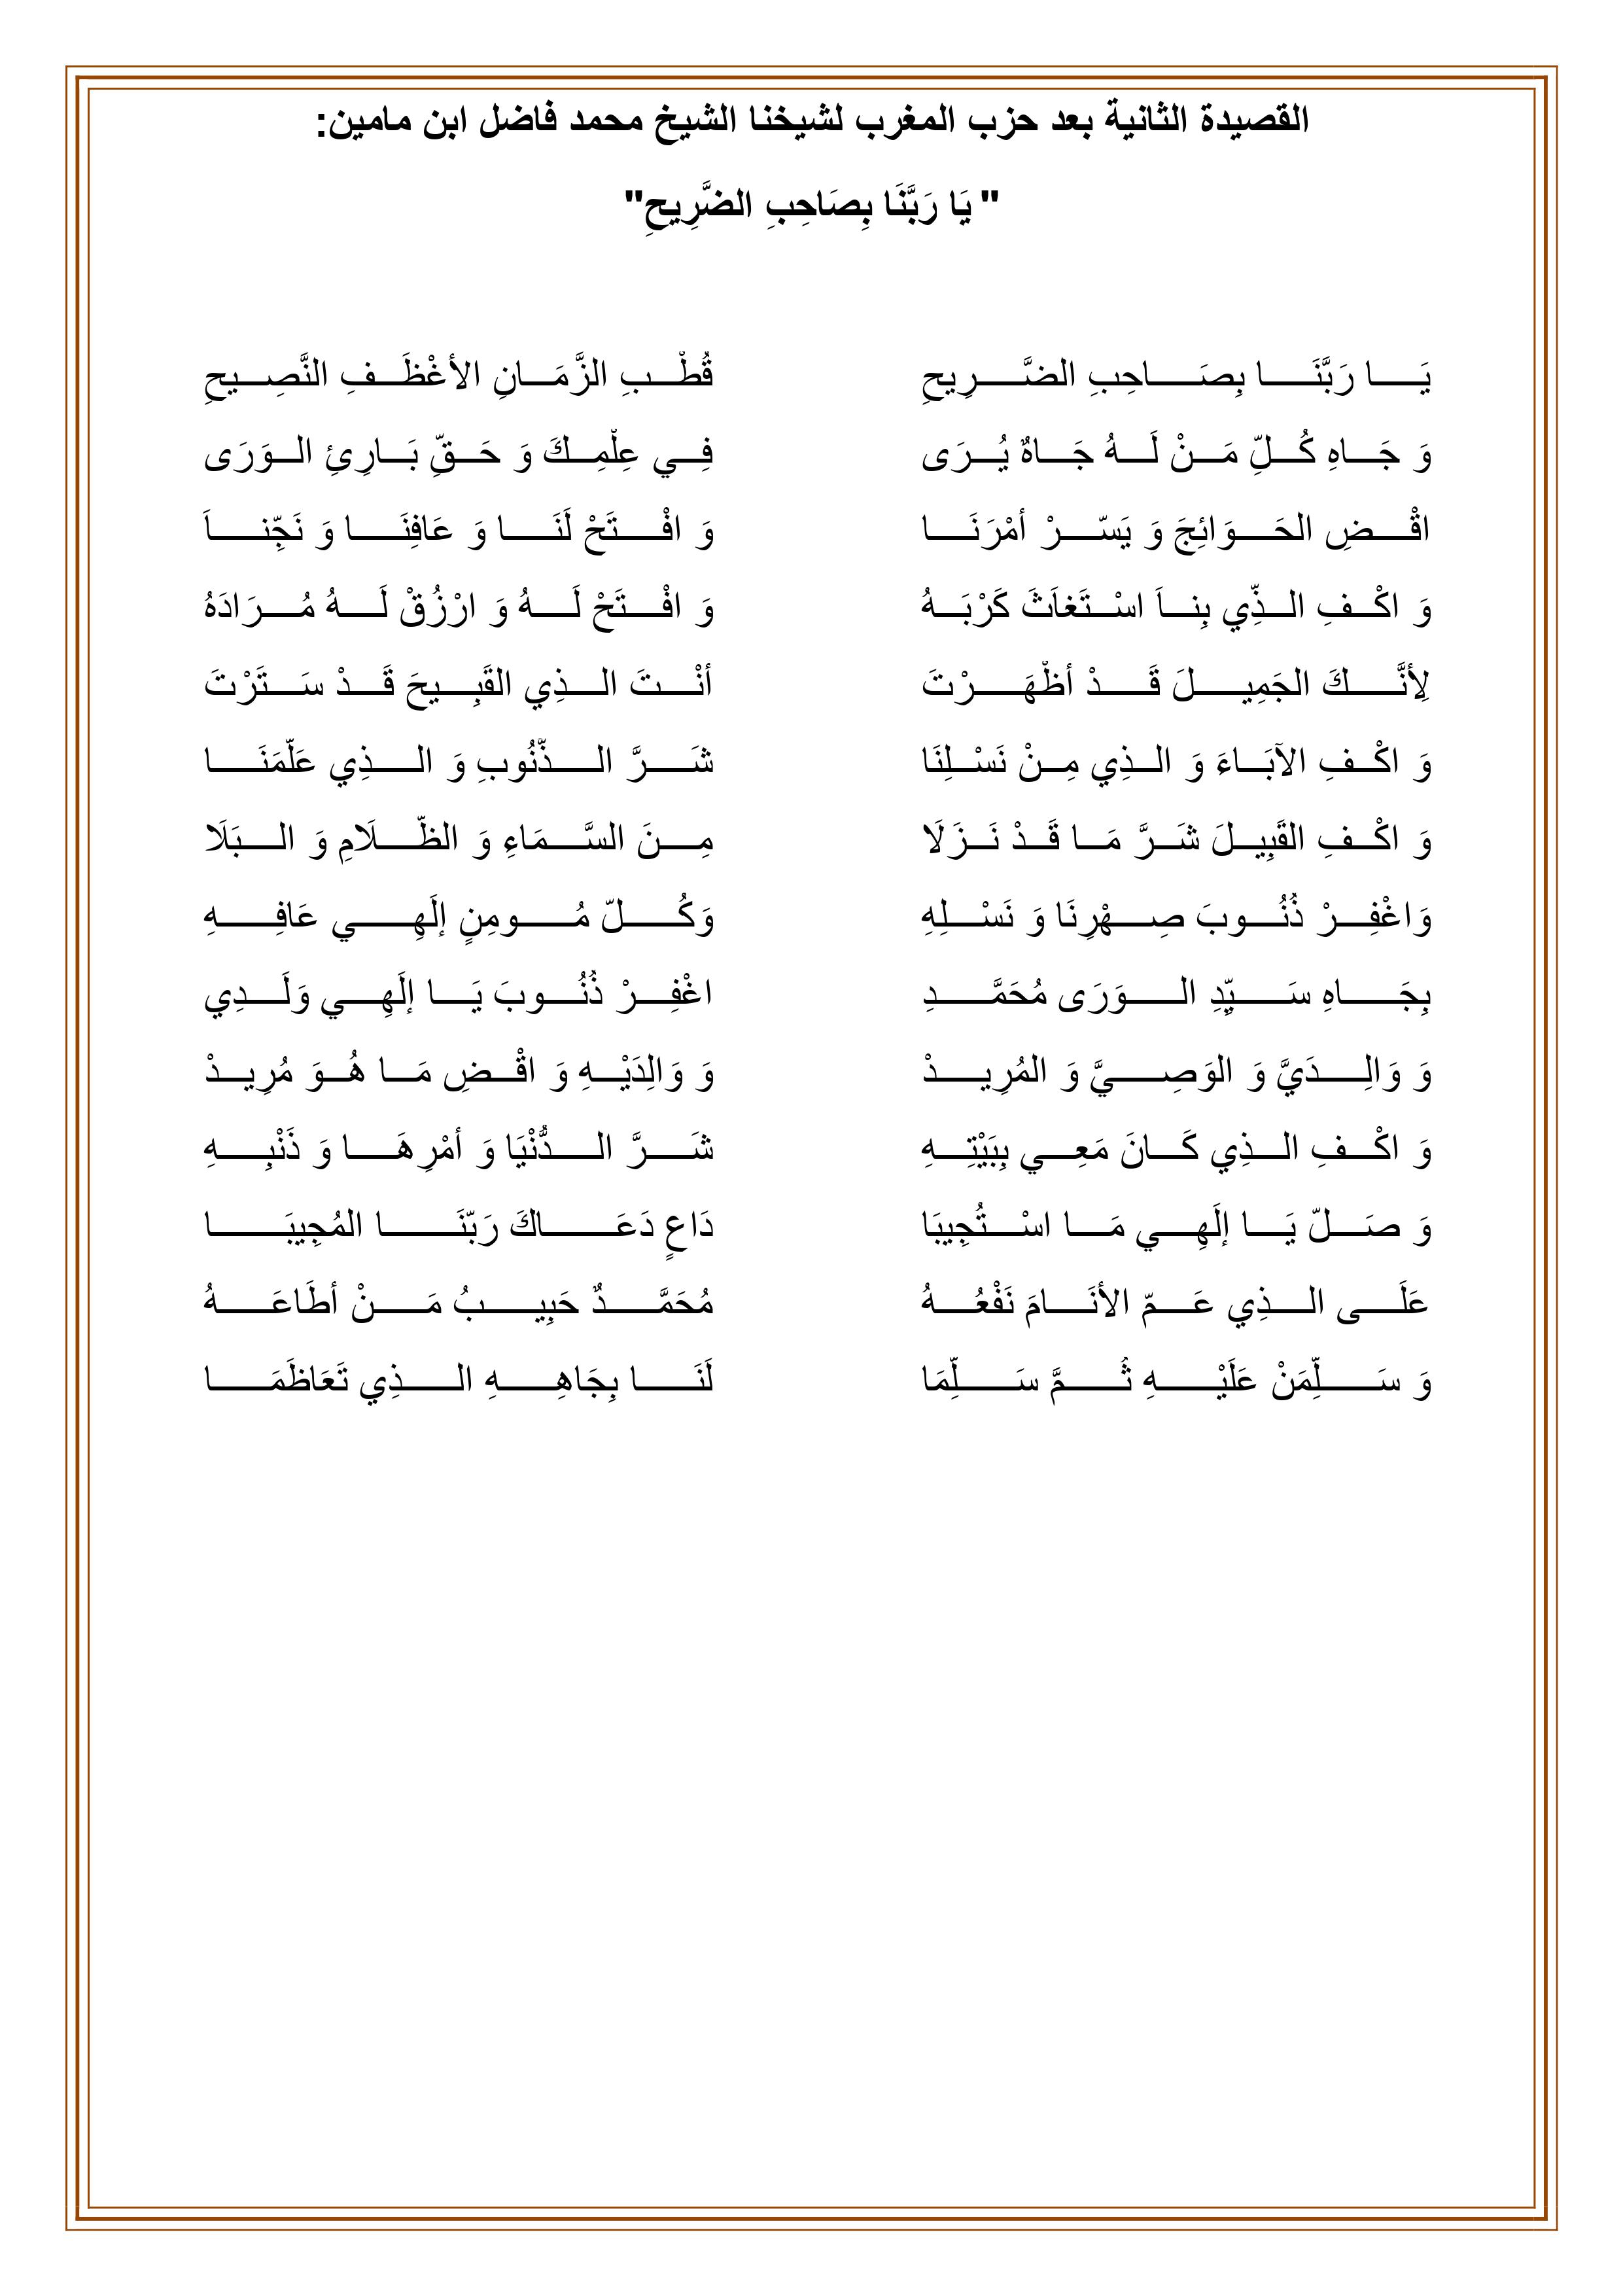 القصيدة الثانية بعد حزب المغرب لشيخنا الشيخ محمد فاضل ابن مامين:
" يَا رَبَّنَا بِصَاحِبِ الضَّرِيحِ"
يَا رَبَّنَا بِصَاحِبِ الضَّرِيحِ قُطْبِ الزَّمَانِ الأغْظَفِ النَّصِيحِ
وَ جَاهِ كُلِّ مَنْ لَهُ جَاهٌ يُرَى فِي عِلْمِكَ وَ حَقِّ بَارِئِ الوَرَى
اقْضِ الحَوَائِجَ وَ يَسّرْ أمْرَنَا وَ افْتَحْ لَنَا وَ عَافِنَا وَ نَجِّناَ
وَ اكْفِ الذِّي بِناَ اسْتَغاَثَ كَرْبَهُ وَ افْتَحْ لَهُ وَ ارْزُقْ لَهُ مُرَادَهُ
لِأنَّكَ الجَمِيلَ قَدْ أظْهَرْتَ أنْتَ الذِي القَبِيحَ قَدْ سَتَرْتَ
وَ اكْفِ الآبَاءَ وَ الذِي مِنْ نَسْلِنَا شَرَّ الذّنُوبِ وَ الذِي عَلّمَنَا
وَ اكْفِ القَبِيلَ شَرَّ مَا قَدْ نَزَلَا مِنَ السَّمَاءِ وَ الظّلَامِ وَ البَلَا
وَاغْفِرْ ذُنُوبَ صِهْرِنَا وَ نَسْلِهِ وَكُلّ مُومِنٍ إلَهِي عَافِهِ
بِجَاهِ سَيِّدِ الوَرَى مُحَمَّدِ اغْفِرْ ذُنُوبَ يَا إلَهِي وَلَدِي
وَ وَالِدَيَّ وَ الوَصِيَّ وَ المُرِيدْ وَ وَالِدَيْهِ وَ اقْضِ مَا هُوَ مُرِيدْ
وَ اكْفِ الذِي كَانَ مَعِي بِبَيْتِهِ شَرَّ الدُّنْيَا وَ أمْرِهَا وَ ذَنْبِهِ
وَ صَلّ يَا إلَهِي مَا اسْتُجِيبَا دَاعٍ دَعَاكَ رَبّنَا المُجِيبَا
عَلَى الذِي عَمّ الأنَامَ نَفْعُهُ مُحَمَّدٌ حَبِيبُ مَنْ أطَاعَهُ
وَ سَلِّمَنْ عَلَيْهِ ثُمَّ سَلِّمَا لَنَا بِجَاهِهِ الذِي تَعَاظَمَا